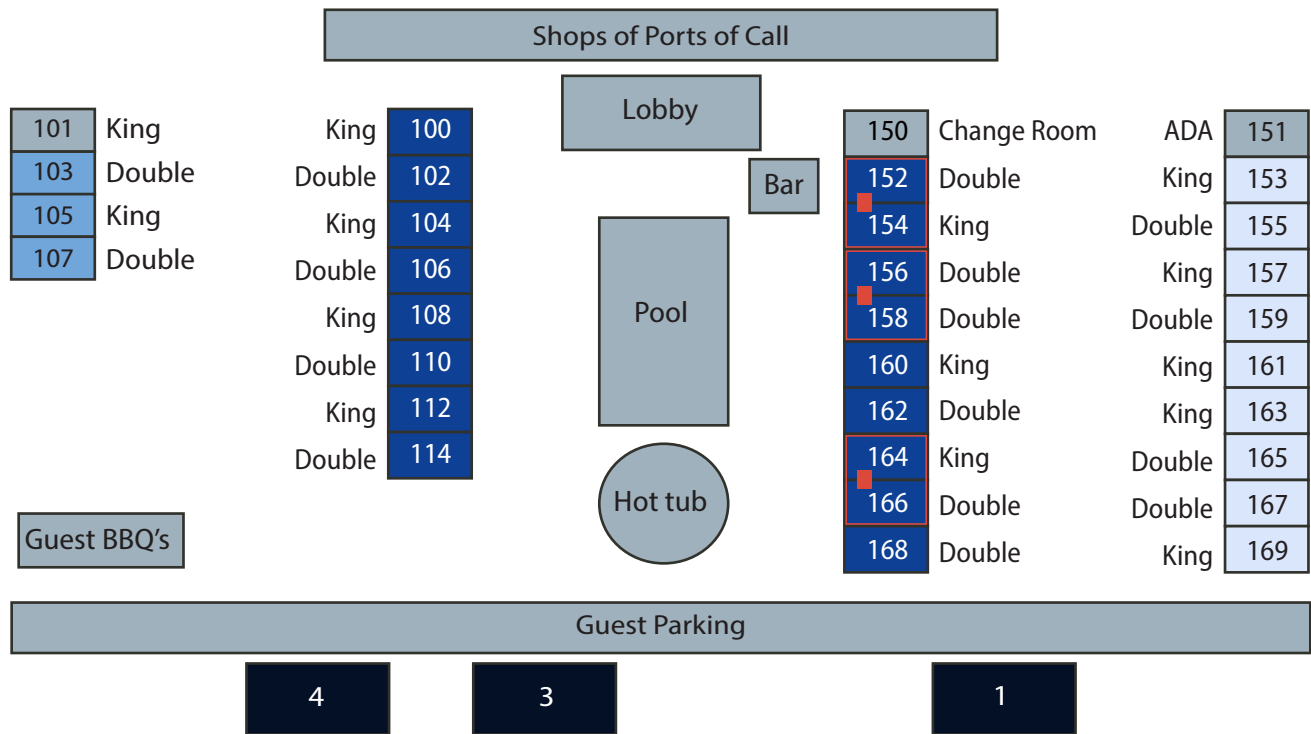 Shops of Ports of Call
Lobby
101 King King 100 150 Change Room ADA 151
103 Double Double 102 Bar 152 Double King 153
105 King King 104 154 King Double 155
107 Double Double 106 156 Double King 157
King 108 Pool 158 Double Double 159
Double 110 160 King King 161
King 112 162 Double King 163
Double 114 164 King Double 165
Hot tub 166 Double Double 167
Guest BBQ's 168 Double King 169
Guest Parking
4 3 1